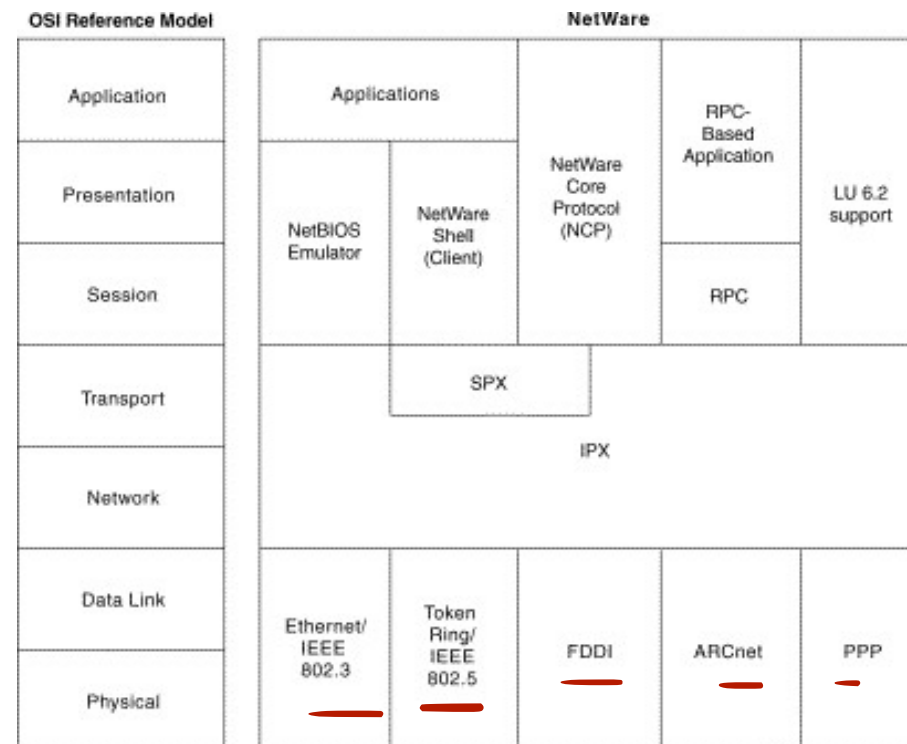 OSI Reference Model
NetWare
Application
Presentation
Session
Transport
Network
Data Link
Physical
Applications
NetBIOS
Emulator
NetWare
Shell
(Client)
NetWare
Core
Protocol
(NCP)
RPC-
Based
Application
RPC
LU 6.2
support
SPX
IPX
Ethernet/
IEEE
802.3
Token
Ring/
IEEE
802.5
FDDI
ARCnet
PPP